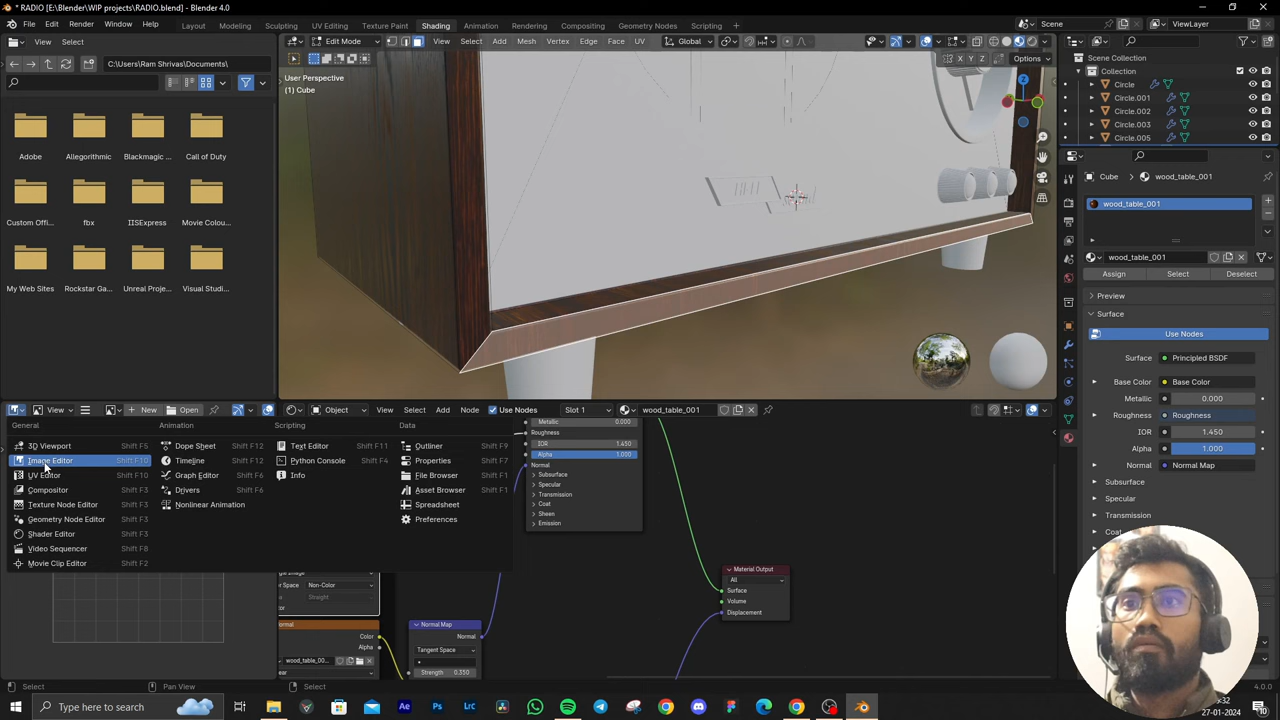 * RADIO [E:\Blender\WIP projects\RADIO.blend] - Blender 4.0
File Edit Render Window Help
Layout Modeling Sculpting UV Editing Texture Paint Shading Animation Rendering Compositing Geometry Nodes Scripting
Scene ViewLayer
View Select
Edit Mode View Select Add Mesh Vertex Edge Face UV Global
C:\Users\Ram Shrivas\Documents\
X Y Z Options
User Perspective
(1) Cube
Scene Collection
Collection
Circle
Circle.001
Circle.002
Circle.003
Circle.005
Adobe Allegorithmic Blackmagic ... Call of Duty
Custom Offi... fbx IISExpress Movie Colou...
My Web Sites Rockstar Ga... Unreal Proje... Visual Studi...
Z
Cube wood_table_001
wood_table_001
wood_table_001
Assign Select Deselect
Preview
Surface
Use Nodes
Surface Principled BSDF
Base Color Base Color
Metallic 0.000
Roughness Roughness
IOR 1.450
Alpha 1.000
Normal Normal Map
Subsurface
Specular
Transmission
Coat
View New Open
Object View Select Add Node Use Nodes Slot 1 wood_table_001
General Animation Scripting Data
3D Viewport Shift F5 Dope Sheet Shift F12 Text Editor Shift F11 Outliner Shift F9
Image Editor Shift F10 Timeline Shift F12 Python Console Shift F4 Properties Shift F7
UV Editor Shift F10 Graph Editor Shift F6 Info File Browser Shift F1
Compositor Shift F3 Drivers Shift F6 Asset Browser Shift F1
Texture Node Editor Shift F3 Nonlinear Animation Spreadsheet
Geometry Node Editor Shift F3 Preferences
Shader Editor Shift F3
Video Sequencer Shift F8
Movie Clip Editor Shift F2
Metallic 0.000
Roughness
IOR 1.450
Alpha 1.000
Normal
Subsurface
Specular
Transmission
Coat
Sheen
Emission
Material Output
All
Surface
Volume
Displacement
Non-Color
Straight
Color
Alpha
wood_table_00...
Normal Map
Normal
Tangent Space
Strength 0.350
Select Pan View Select
4.0.0
Type here to search
27-01-2024